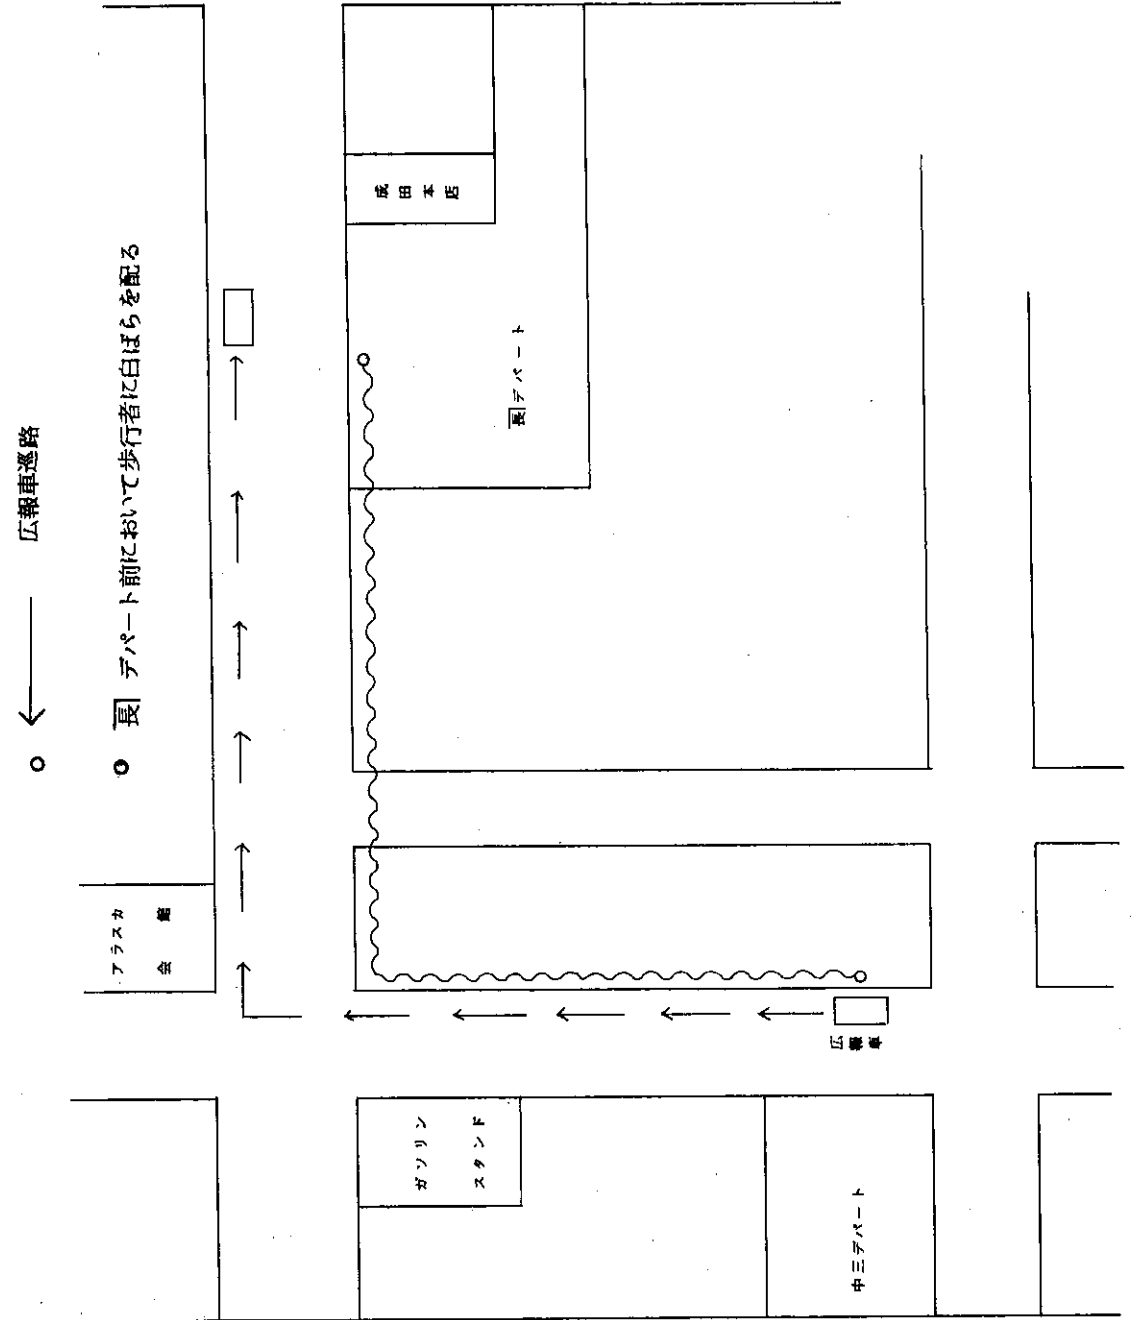 ○ ← 広報車巡路
○ 長 デパート前において歩行者に白ばらを配る
アラスカ
会館
成田本店
長デパート
広報車
ガソリン
スタンド
中三デパート